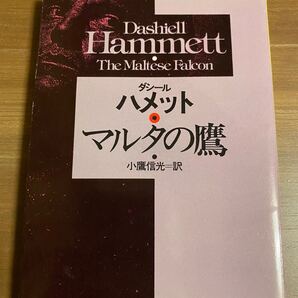 Dashiell
Hammett
The Maltese Falcon
ダシール
ハメット
マルタの鷹
小鷹信光=訳